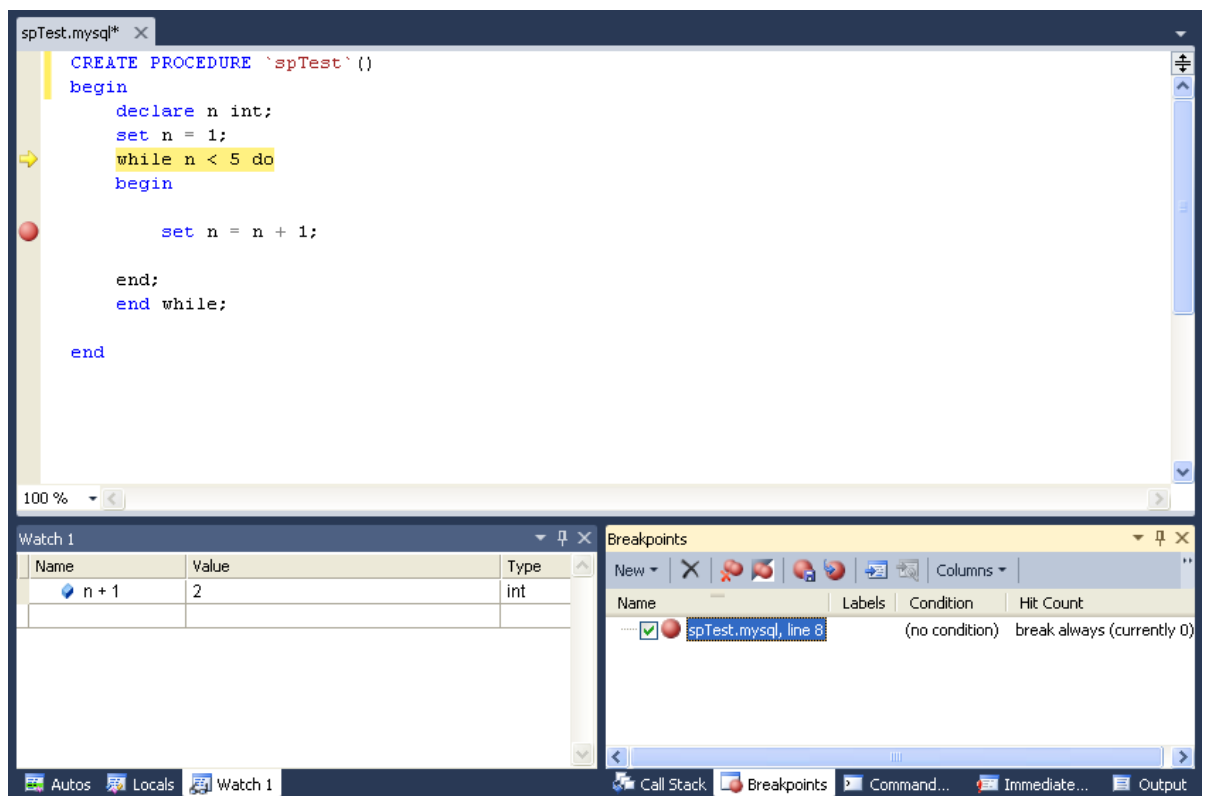 spTest.mysql*
CREATE PROCEDURE `spTest`()
begin
declare n int;
set n = 1;
while n < 5 do
begin
set n = n + 1;
end;
end while;
end
100 %
Watch 1
Name Value Type
n + 1 2 int
Autos Locals Watch 1
Breakpoints
New Columns
Name Labels Condition Hit Count
spTest.mysql, line 8 (no condition) break always (currently 0)
Call Stack Breakpoints Command... Immediate... Output